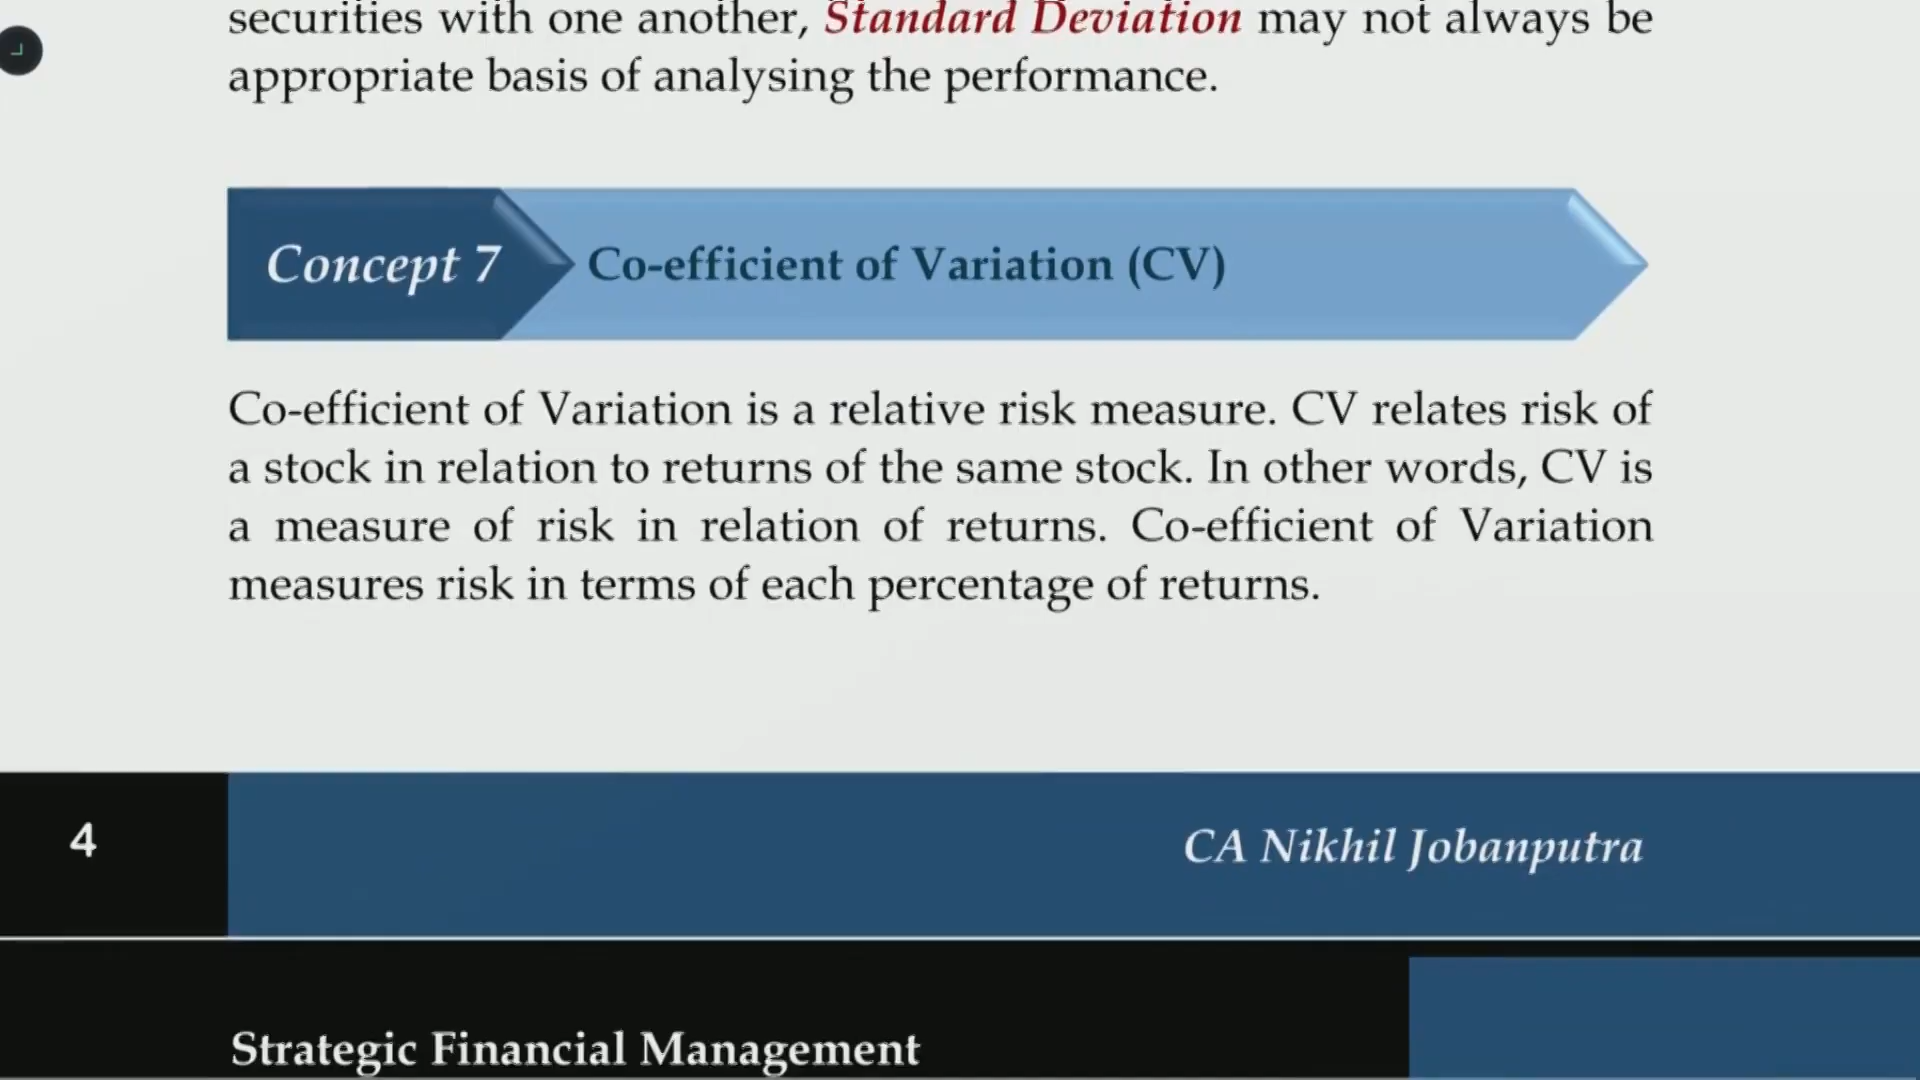 securities with one another, Standard Deviation may not always be
appropriate basis of analysing the performance.
Concept 7
Co-efficient of Variation (CV)
Co-efficient of Variation is a relative risk measure. CV relates risk of
a stock in relation to returns of the same stock. In other words, CV is
a measure of risk in relation of returns. Co-efficient of Variation
measures risk in terms of each percentage of returns.
4
CA Nikhil Jobanputra
Strategic Financial Management